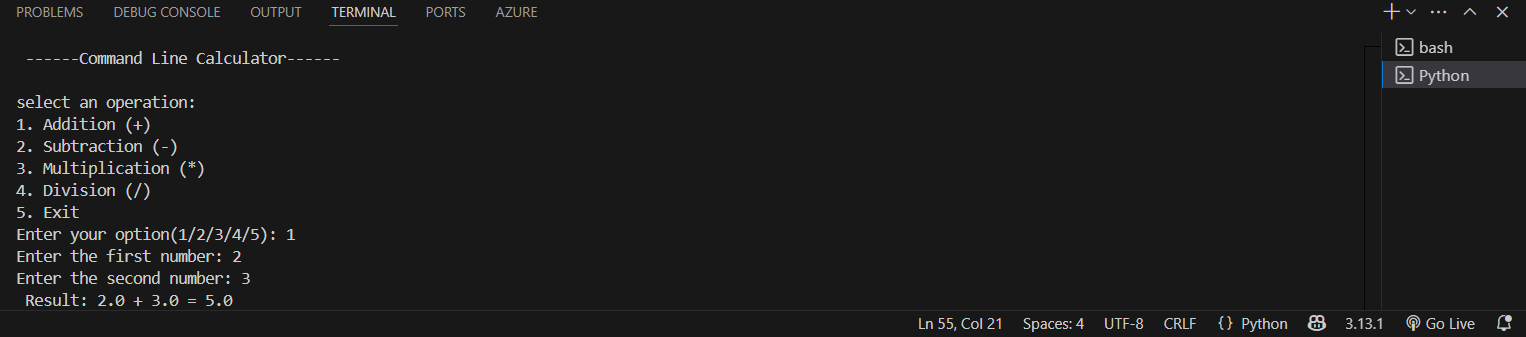 PROBLEMS DEBUG CONSOLE OUTPUT TERMINAL PORTS AZURE
------Command Line Calculator------
bash
Python
select an operation:
1. Addition (+)
2. Subtraction (-)
3. Multiplication (*)
4. Division (/)
5. Exit
Enter your option(1/2/3/4/5): 1
Enter the first number: 2
Enter the second number: 3
Result: 2.0 + 3.0 = 5.0
Ln 55, Col 21 Spaces: 4 UTF-8 CRLF {} Python 3.13.1 Go Live